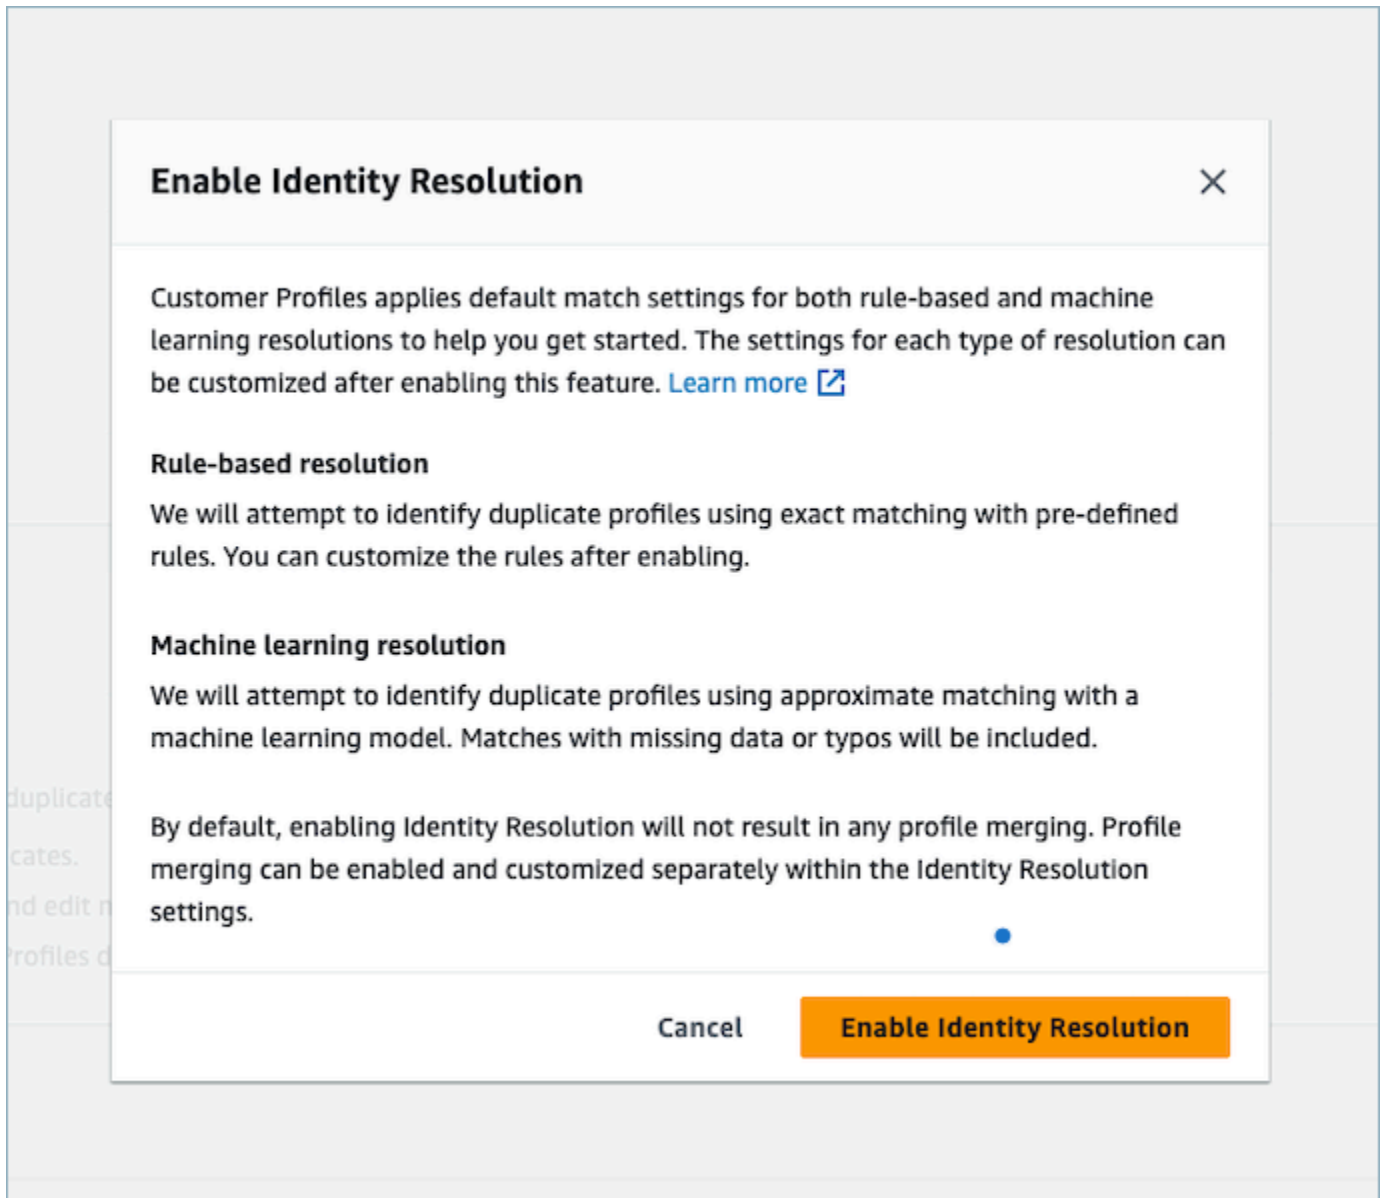 Enable Identity Resolution
Customer Profiles applies default match settings for both rule-based and machine
learning resolutions to help you get started. The settings for each type of resolution can
be customized after enabling this feature. Learn more
Rule-based resolution
We will attempt to identify duplicate profiles using exact matching with pre-defined
rules. You can customize the rules after enabling.
Machine learning resolution
We will attempt to identify duplicate profiles using approximate matching with a
machine learning model. Matches with missing data or typos will be included.
duplicate
By default, enabling Identity Resolution will not result in any profile merging. Profile
cates.
merging can be enabled and customized separately within the Identity Resolution
nd edit
settings.
Profiles
Cancel
Enable Identity Resolution